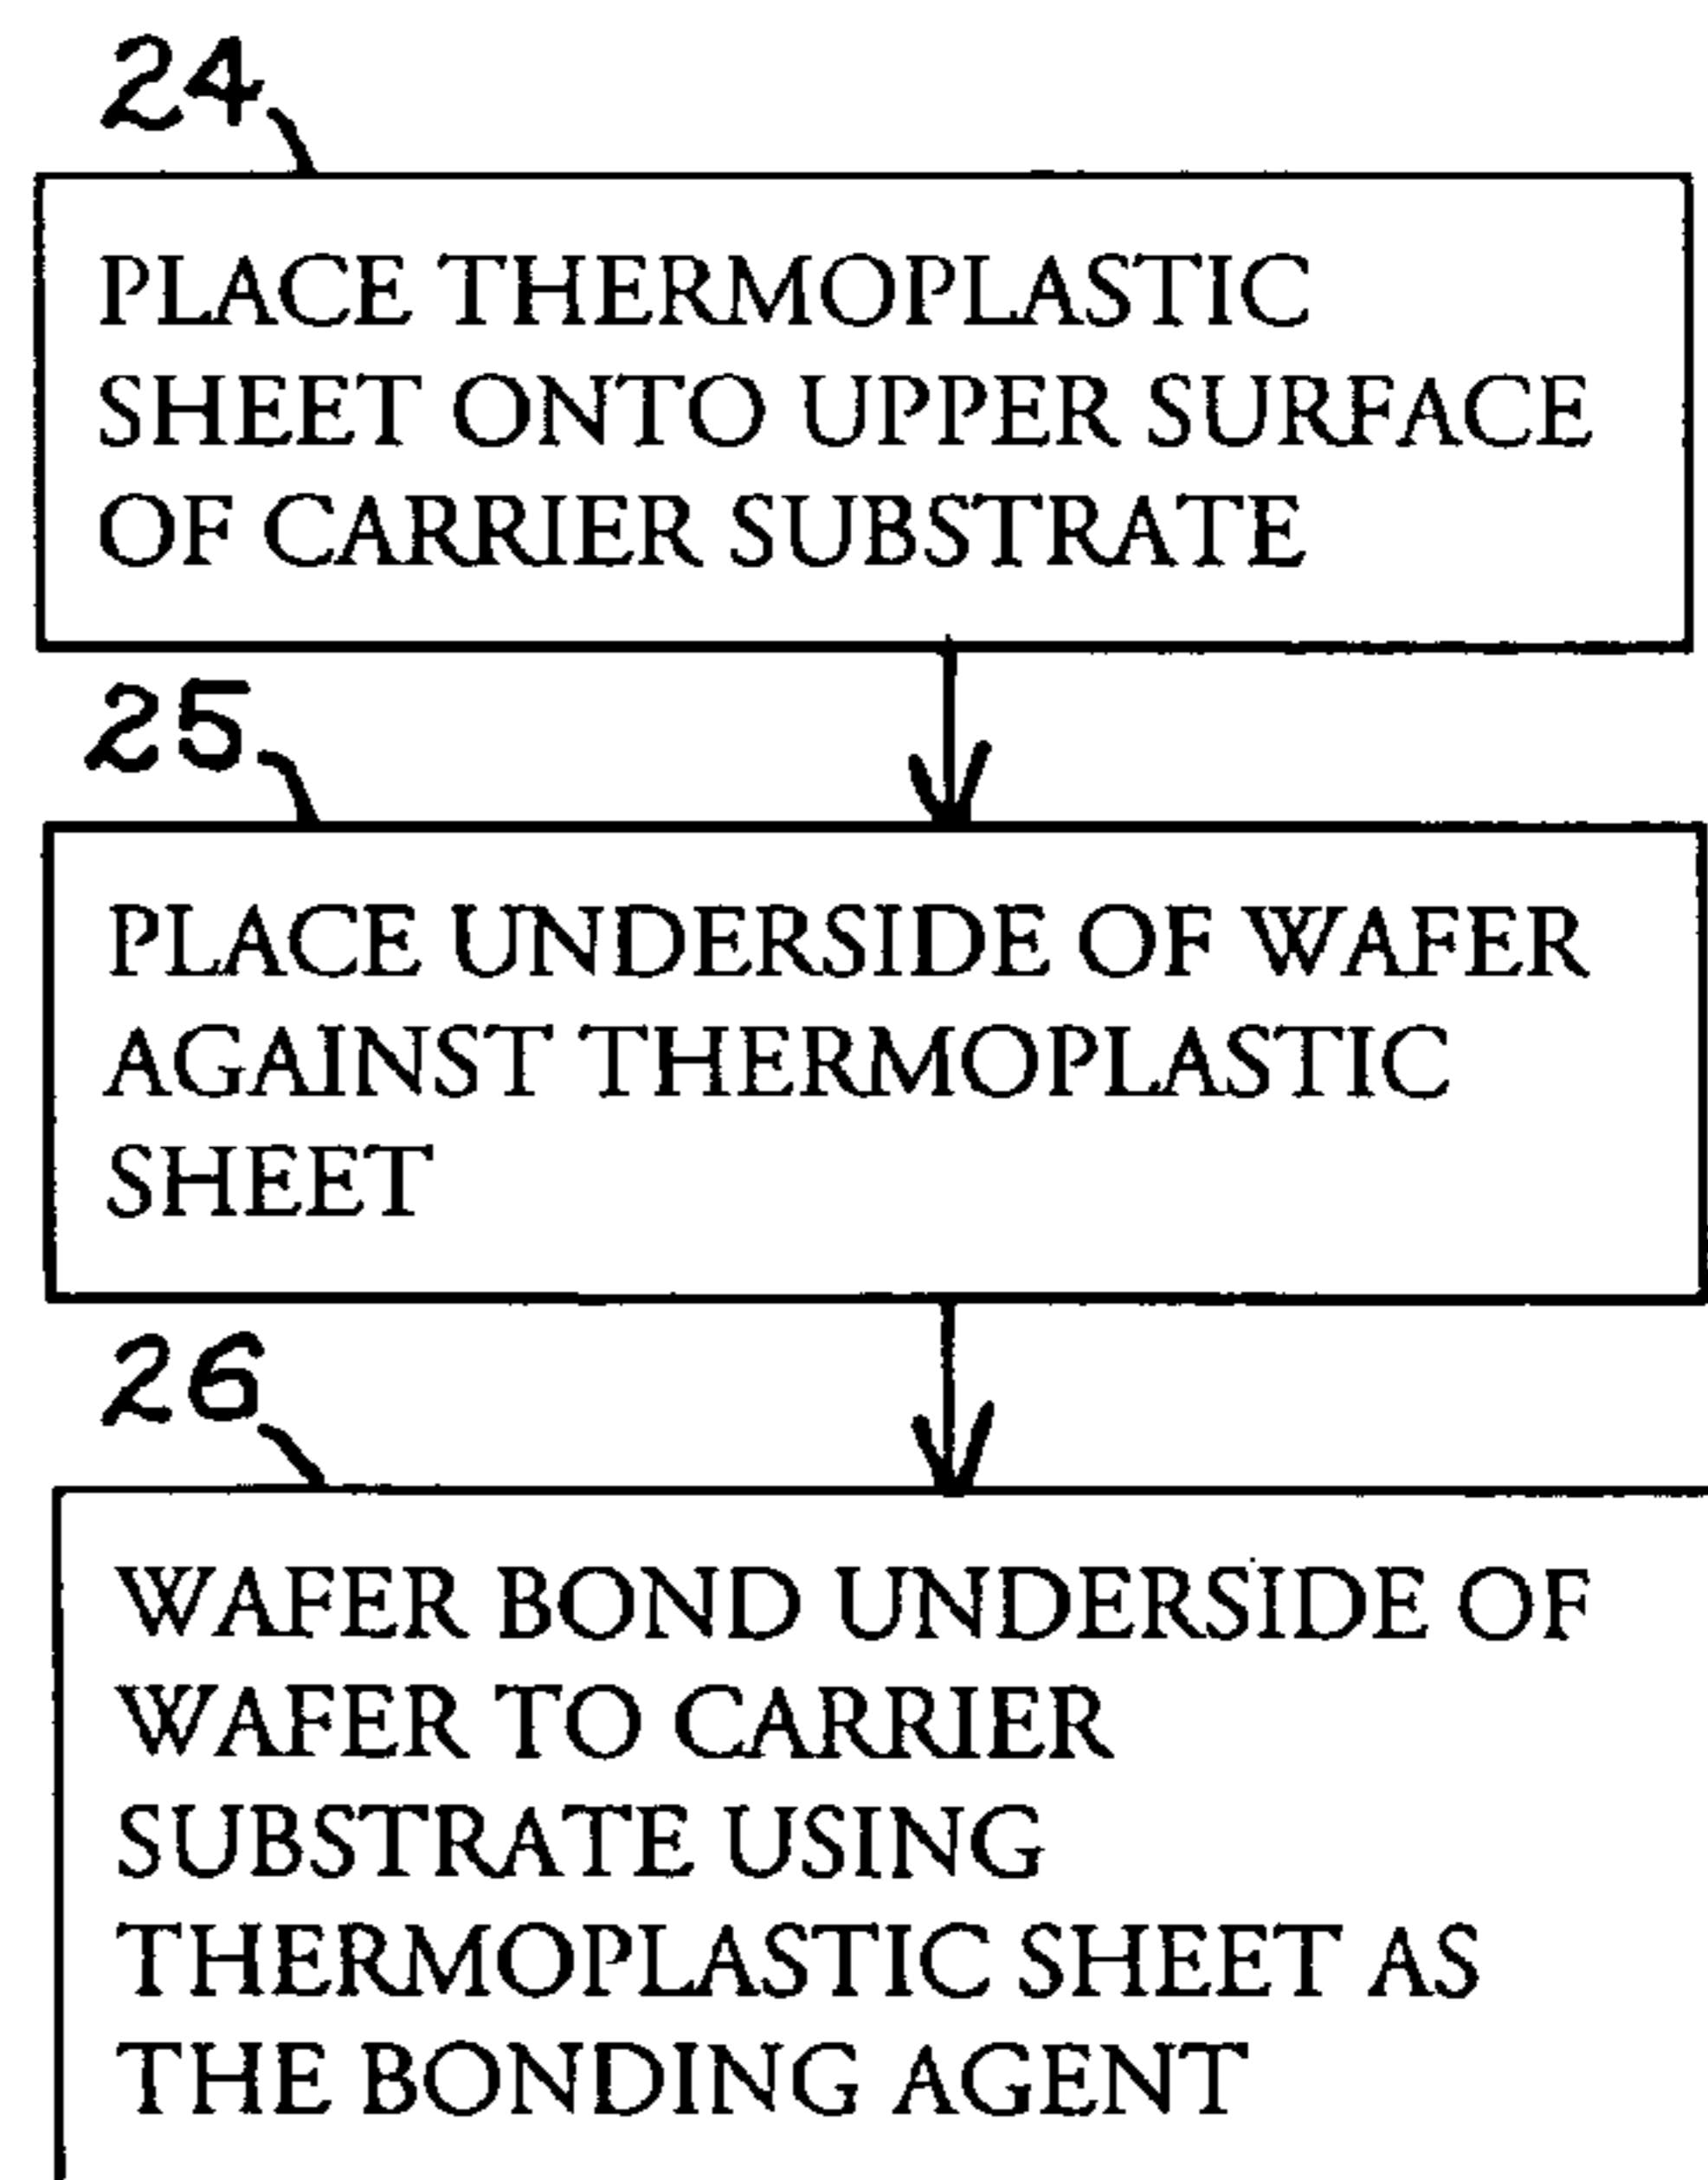 24
PLACE THERMOPLASTIC
SHEET ONTO UPPER SURFACE
OF CARRIER SUBSTRATE
25
PLACE UNDERSIDE OF WAFER
AGAINST THERMOPLASTIC
SHEET
26
WAFER BOND UNDERSIDE OF
WAFER TO CARRIER
SUBSTRATE USING
THERMOPLASTIC SHEET AS
THE BONDING AGENT